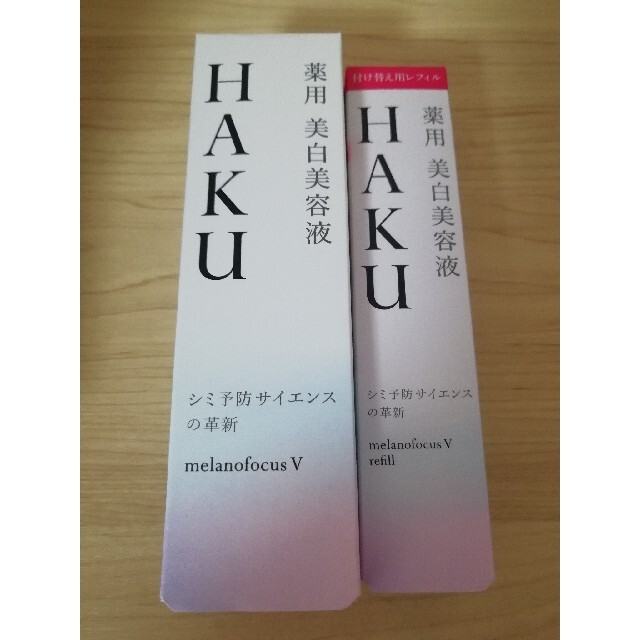 HAKU
薬用 美白美容液
シミ予防サイエンス
の革新
melanofocus V
付け替え用レフィル
HAKU
薬用 美白美容液
シミ予防サイエンス
の革新
melanofocus V
refill